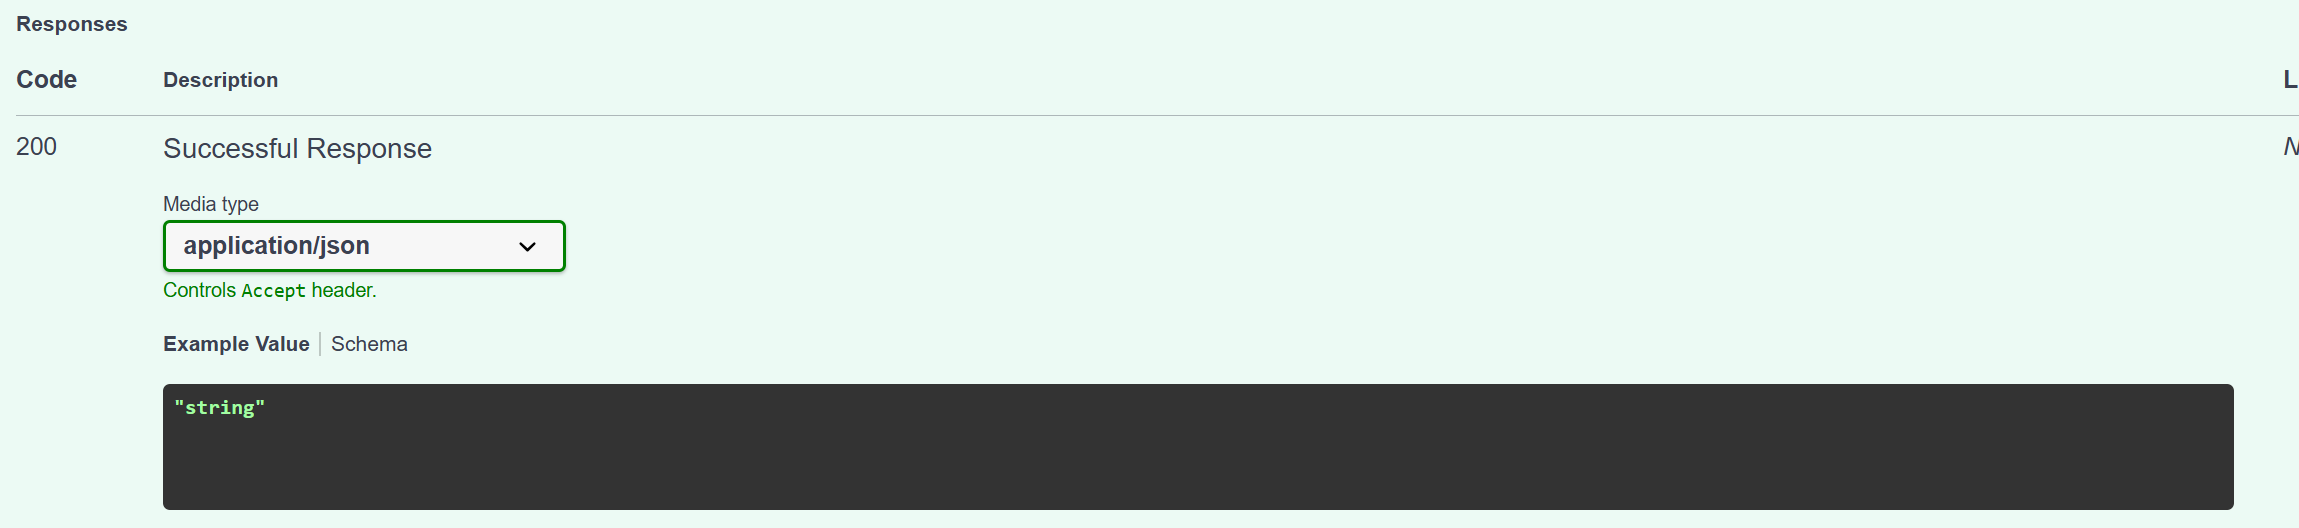 Responses
Code Description
200 Successful Response
Media type
application/json
Controls Accept header.
Example Value Schema
"string"